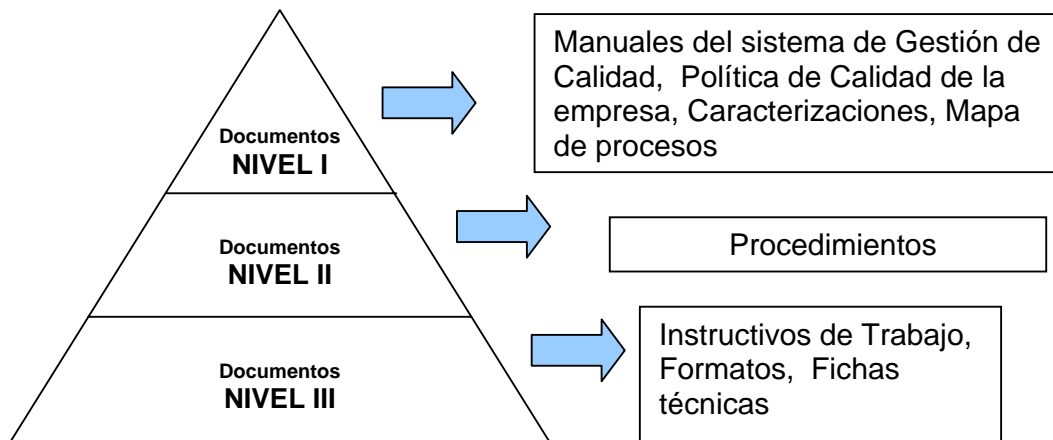 Documentos
NIVEL I
Manuales del sistema de Gestión de
Calidad, Política de Calidad de la
empresa, Caracterizaciones, Mapa
de procesos
Documentos
NIVEL II
Procedimientos
Documentos
NIVEL III
Instructivos de Trabajo,
Formatos, Fichas
técnicas